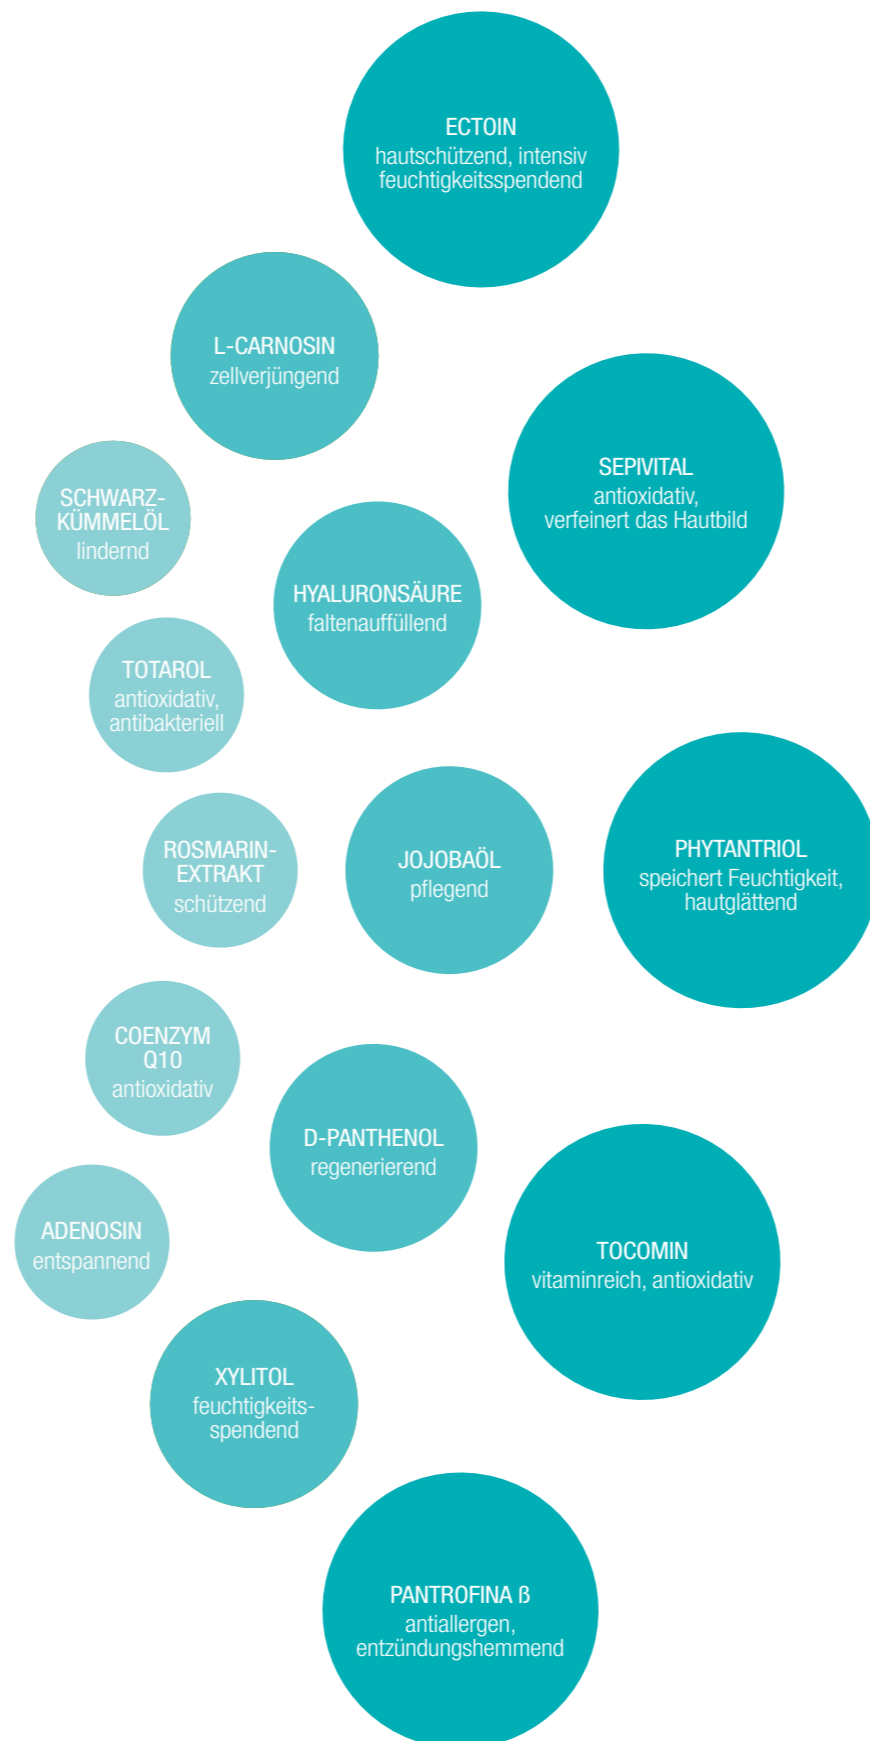 ECTOIN
hautschützend, intensiv
feuchtigkeitsspendend
L-CARNOSIN
zellverjüngend
SEPIVITAL
antioxidativ,
verfeinert das Hautbild
SCHWARZ-
KÜMMELÖL
lindernd
HYALURONSÄURE
faltenauffüllend
TOTAROL
antioxidativ,
antibakteriell
ROSMARIN-
EXTRAKT
schützend
JOJOBAÖL
pflegend
PHYTANTRIOL
speichert Feuchtigkeit,
hautglättend
COENZYM
Q10
antioxidativ
D-PANTHENOL
regenerierend
ADENOSIN
entspannend
TOCOMIN
vitaminreich, antioxidativ
XYLITOL
feuchtigkeits-
spendend
PANTROFINA ß
antiallergen,
entzündungshemmend